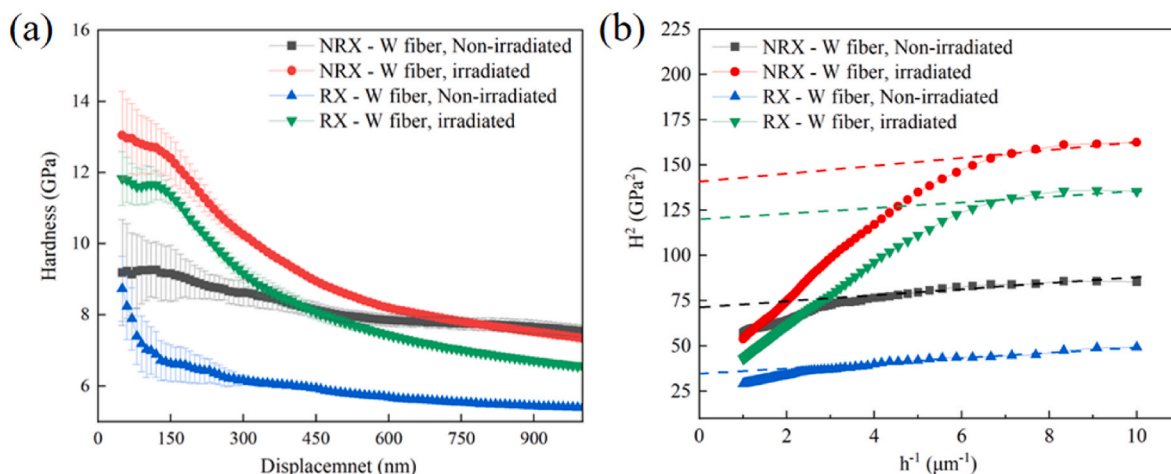 (a)
16
14
12
10
8
6
0
150
300
450
600
750
900
Hardness (GPa)
Displacemnet (nm)
NRX - W fiber, Non-irradiated
NRX - W fiber, irradiated
RX - W fiber, Non-irradiated
RX - W fiber, irradiated
(b)
225
200
175
150
125
100
75
50
25
0
2
4
6
8
10
H² (GPa²)
h⁻¹ (μm⁻¹)
NRX - W fiber, Non-irradiated
NRX - W fiber, irradiated
RX - W fiber, Non-irradiated
RX - W fiber, irradiated